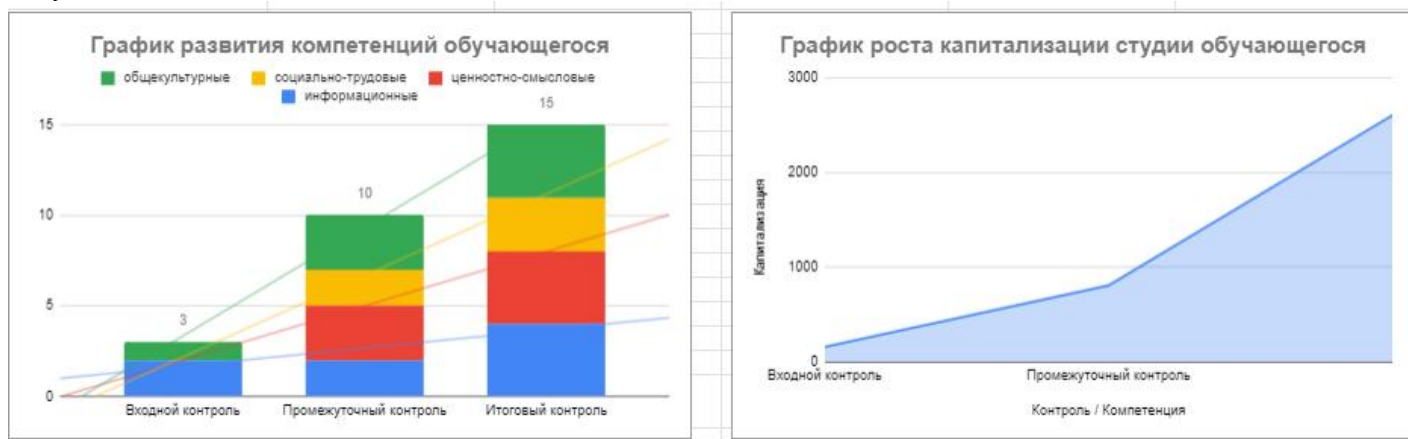 График развития компетенций обучающегося
общекультурные социально-трудовые ценностно-смысловые
информационные
15
10
5
0
3
10
15
Входной контроль Промежуточный контроль Итоговый контроль
График роста капитализации студии обучающегося
Капитализация
3000
2000
1000
0
Входной контроль Промежуточный контроль
Контроль / Компетенция